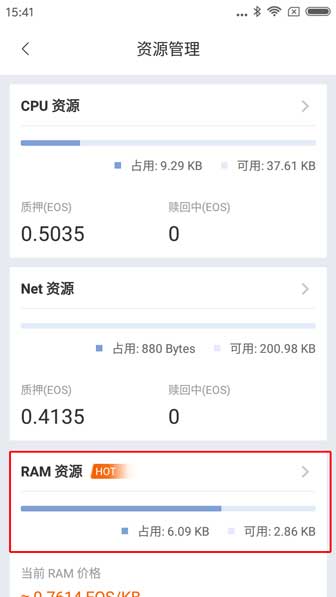 15:41
资源管理
CPU 资源
占用: 9.29 KB 可用: 37.61 KB
质押(EOS) 赎回中(EOS)
0.5035 0
Net 资源
占用: 880 Bytes 可用: 200.98 KB
质押(EOS) 赎回中(EOS)
0.4135 0
RAM 资源 HOT
占用: 6.09 KB 可用: 2.86 KB
当前 RAM 价格
≈ 0.7614 EOS/KB